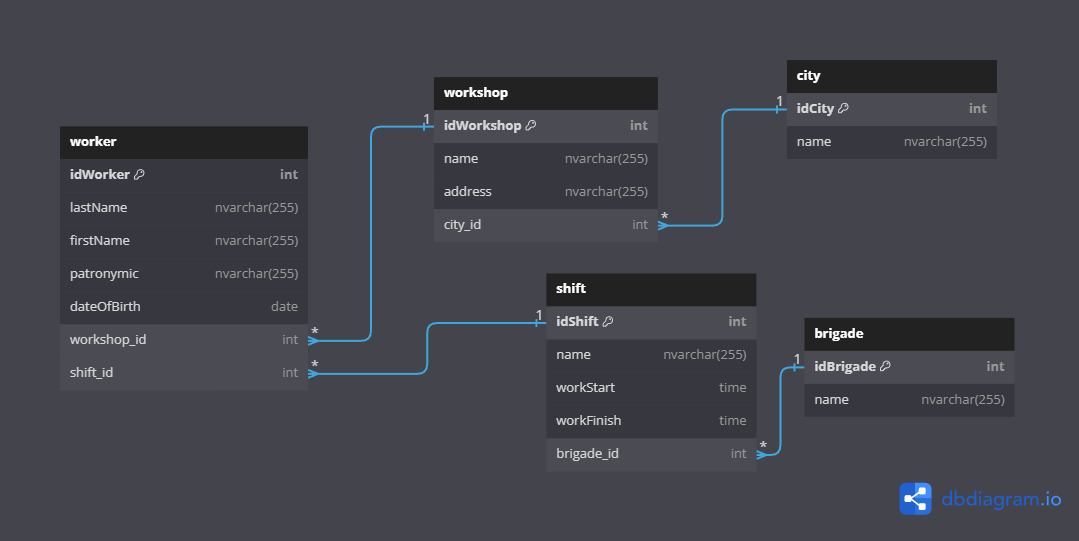 worker
idWorker int
lastName nvarchar(255)
firstName nvarchar(255)
patronymic nvarchar(255)
dateOfBirth date
workshop_id int *
shift_id int *
workshop
1 idWorkshop int
name nvarchar(255)
address nvarchar(255)
city_id int *
city
1 idCity int
name nvarchar(255)
shift
1 idShift int
name nvarchar(255)
workStart time
workFinish time
brigade_id int *
brigade
1 idBrigade int
name nvarchar(255)
dbdiagram.io